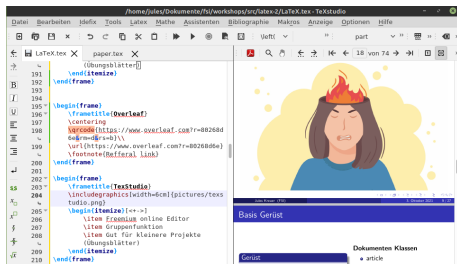 /home/jules/Dokumente/fsi/workshops/src/latex-2/LaTeX.tex - TeXstudio
Datei Bearbeiten Idefix Tools Latex Mathe Assistenten Bibliographie Makros Anzeige Optionen Hilfe
\left( part
LaTeX.tex paper.tex 18 von 74
(Übungsblätter)
191 \end{itemize}
192 \end{frame}
193
194
195 \begin{frame}
196 \frametitle{Overleaf}
197 \centering
198 \qrcode{https://www.overleaf.com?r=80268d
6e&rm=d&rs=b}\\
199 \url{https://www.overleaf.com?r=80268d6e}
\footnote{Refferal Link}
200 \end{frame}
201
202 \begin{frame}
203 \frametitle{TexStudio}
204 \includegraphics[width=6cm]{pictures/texs
tudio.png}
205 \begin{itemize}[<+->]
206 \item Freemium online Editor
207 \item Gruppenfunktion
208 \item Gut für kleinere Projekte
(Übungsblätter)
209 \end{itemize}
210 \end{frame}
Basis Gerüst
Gerüst
Dokumenten Klassen
article